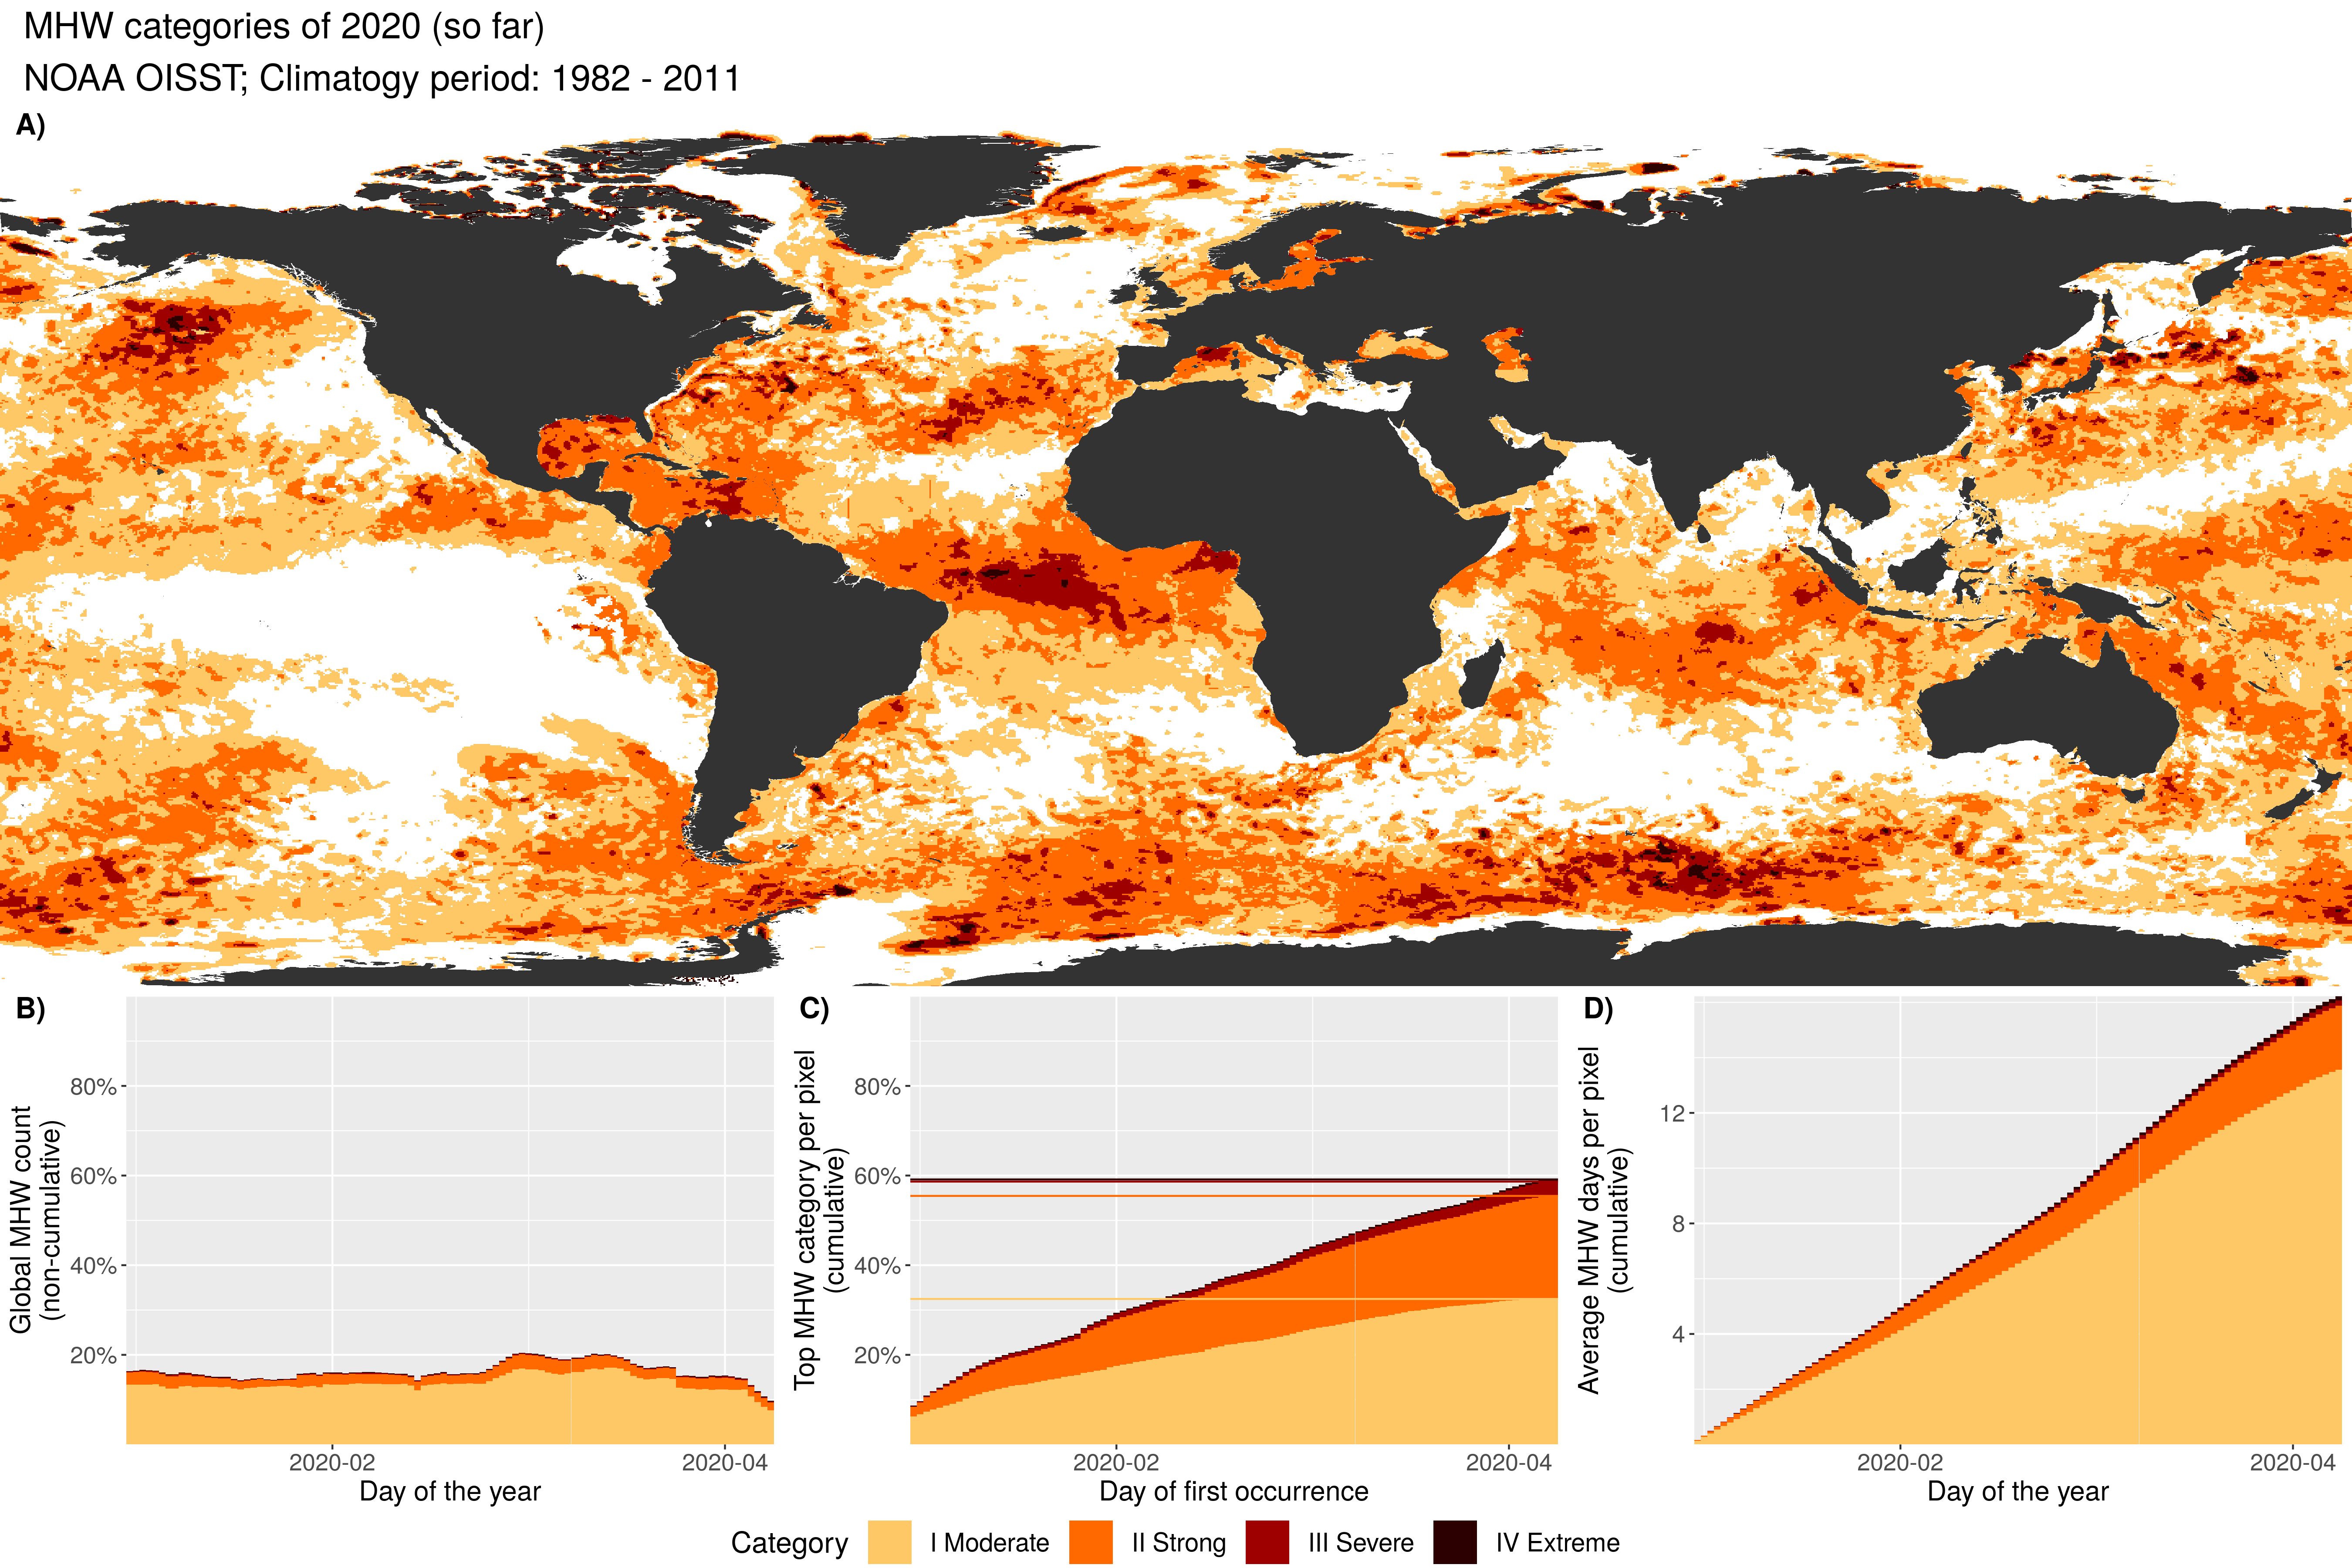 MHW categories of 2020 (so far)
NOAA OISST; Climatogy period: 1982 - 2011
A)
B)
Global MHW count
(non-cumulative)
80%
60%
40%
20%
2020-02
2020-04
Day of the year
C)
Top MHW category per pixel
(cumulative)
80%
60%
40%
20%
2020-02
2020-04
Day of first occurrence
D)
Average MHW days per pixel
(cumulative)
12
8
4
2020-02
2020-04
Day of the year
Category I Moderate II Strong III Severe IV Extreme